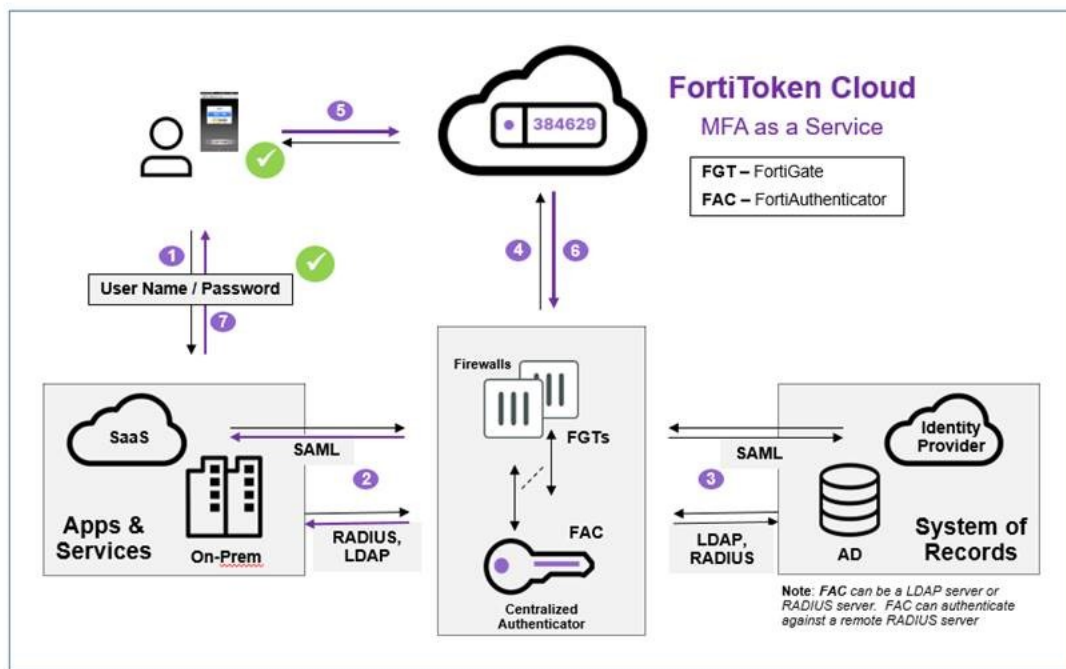 FortiToken Cloud
MFA as a Service
FGT – FortiGate
FAC – FortiAuthenticator
384629
5
1
User Name / Password
7
4
6
Firewalls
FGTs
FAC
Centralized
Authenticator
SaaS
SAML
2
Apps &
Services
On-Prem
RADIUS,
LDAP
Identity
Provider
SAML
3
LDAP,
RADIUS
AD
System of
Records
Note: FAC can be a LDAP server or
RADIUS server. FAC can authenticate
against a remote RADIUS server